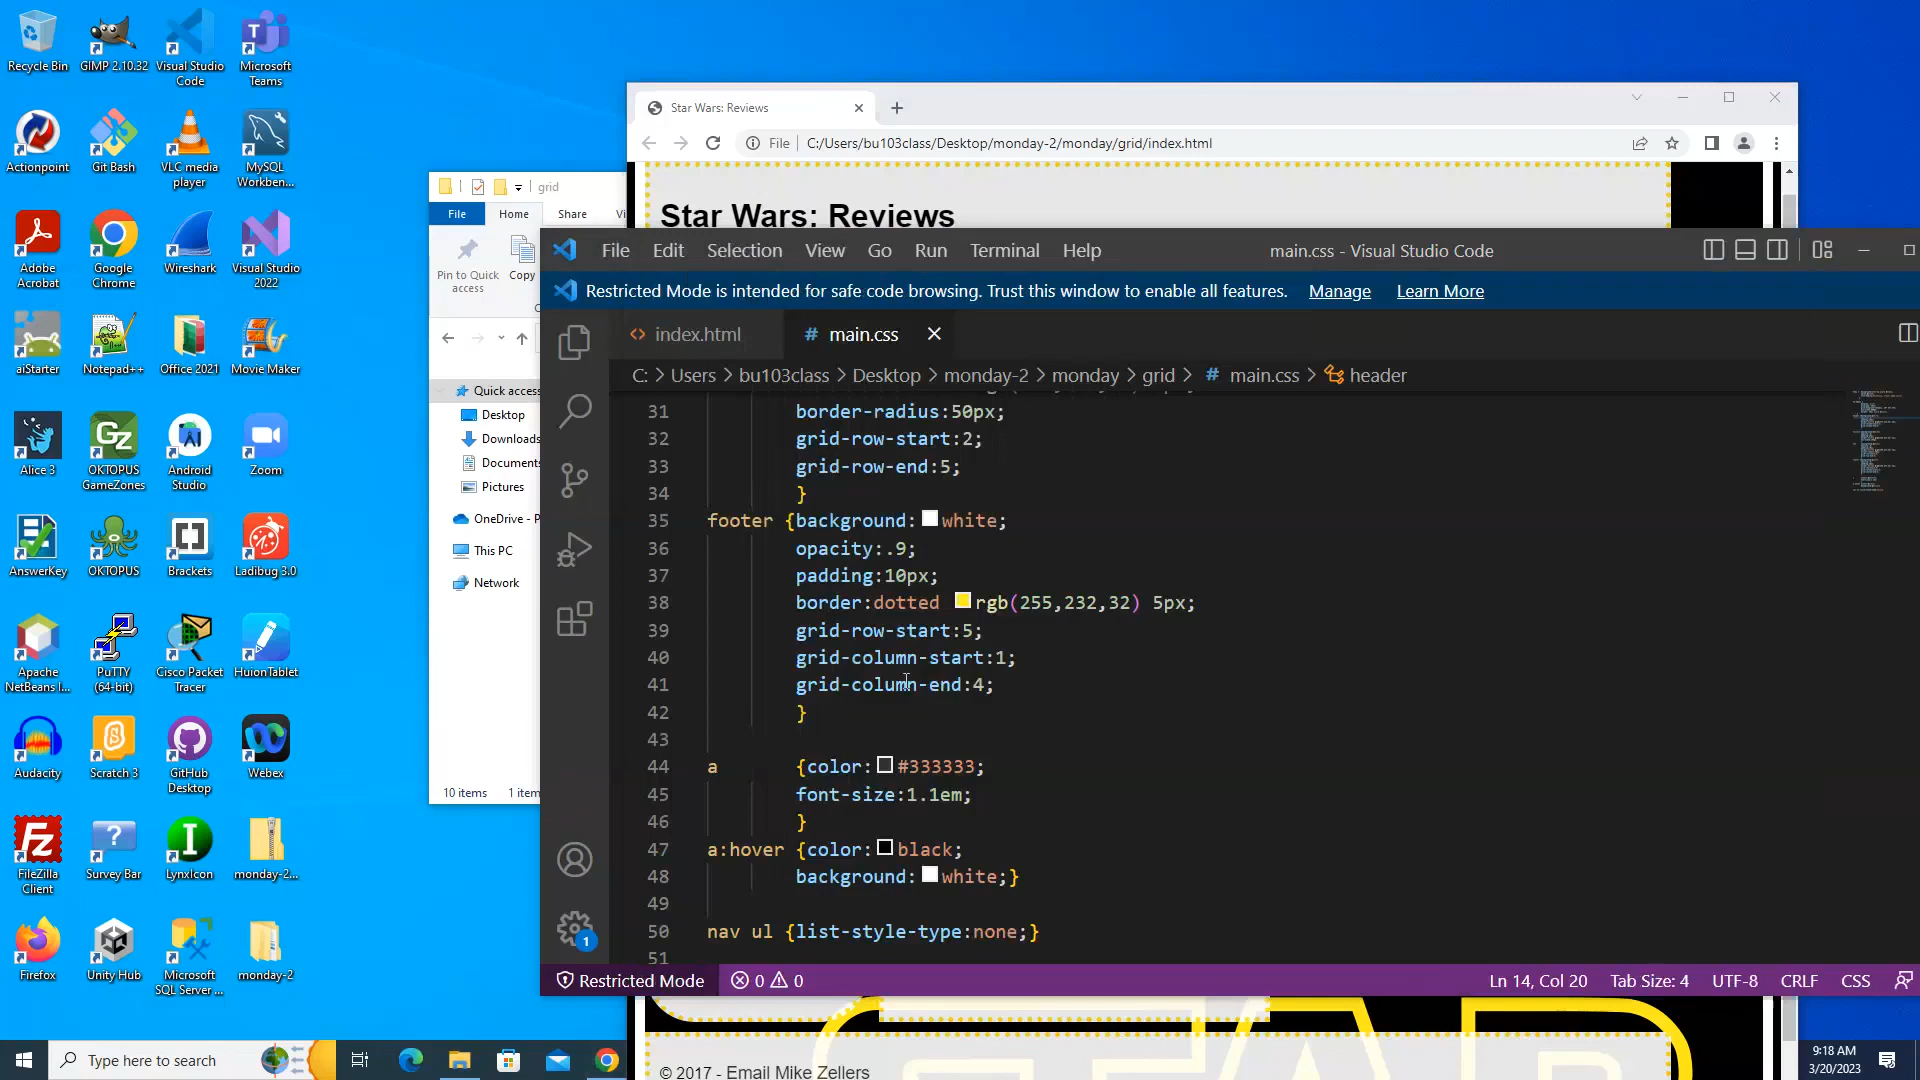 Recycle Bin
GIMP 2.10.32
Visual Studio
Code
Microsoft
Teams
Actionpoint
Git Bash
VLC media
player
MySQL
Workben...
Adobe
Acrobat
Google
Chrome
Wireshark
Visual Studio
2022
aiStarter
Notepad++
Office 2021
Movie Maker
Alice 3
OKTOPUS
GameZones
Android
Studio
Zoom
AnswerKey
OKTOPUS
Brackets
Ladibug 3.0
Apache
NetBeans I...
PuTTY
(64-bit)
Cisco Packet
Tracer
HuionTablet
Audacity
Scratch 3
GitHub
Desktop
Webex
FileZilla
Client
Survey Bar
LynxIcon
monday-2...
Firefox
Unity Hub
Microsoft
SQL Server ...
monday-2
grid
File
Home
Share
Vi
Pin to Quick
access
Copy
Quick access
Desktop
Downloads
Documents
Pictures
OneDrive - P
This PC
Network
10 items
1 item
Star Wars: Reviews
File
C:/Users/bu103class/Desktop/monday-2/monday/grid/index.html
Star Wars: Reviews
File Edit Selection View Go Run Terminal Help
main.css - Visual Studio Code
Restricted Mode is intended for safe code browsing. Trust this window to enable all features. Manage Learn More
index.html
main.css
C: > Users > bu103class > Desktop > monday-2 > monday > grid > # main.css > header
31 border-radius:50px;
32 grid-row-start:2;
33 grid-row-end:5;
34 }
35 footer {background:white;
36 opacity:.9;
37 padding:10px;
38 border:dotted rgb(255,232,32) 5px;
39 grid-row-start:5;
40 grid-column-start:1;
41 grid-column-end:4;
42 }
43
44 a {color:#333333;
45 font-size:1.1em;
46 }
47 a:hover {color:black;
48 background:white;}
49
50 nav ul {list-style-type:none;}
51
1
Restricted Mode
0 0
Ln 14, Col 20 Tab Size: 4 UTF-8 CRLF CSS
© 2017 - Email Mike Zellers
Type here to search
9:18 AM
3/20/2023